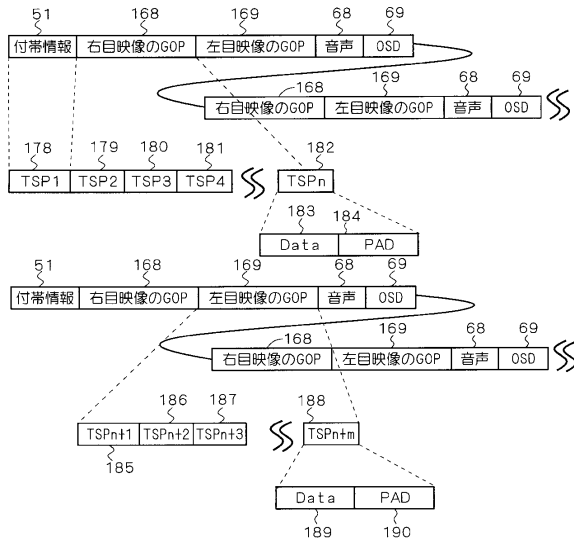 51 168 169 68 69
付帯情報 右目映像のGOP 左目映像のGOP 音声 OSD
168 169 68 69
右目映像のGOP 左目映像のGOP 音声 OSD
178 179 180 181 182
TSP1 TSP2 TSP3 TSP4 TSPn
183 184
Data PAD
51 168 169 68 69
付帯情報 右目映像のGOP 左目映像のGOP 音声 OSD
168 169 68 69
右目映像のGOP 左目映像のGOP 音声 OSD
186 187 188
TSPn+1 TSPn+2 TSPn+3 TSPn+m
185
Data PAD
189 190